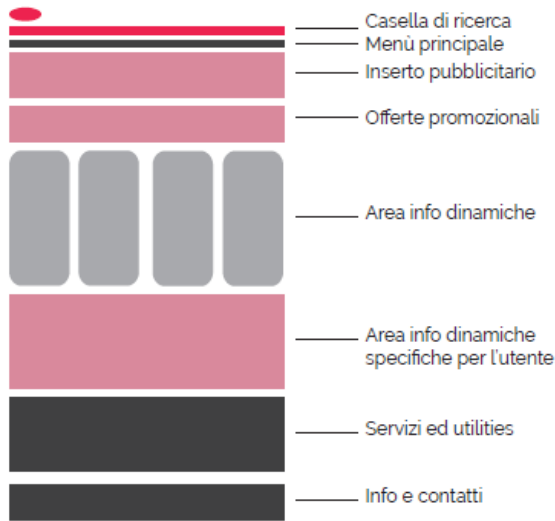 Casella di ricerca
Menù principale
Inserto pubblicitario
Offerte promozionali
Area info dinamiche
Area info dinamiche
specifiche per l'utente
Servizi ed utilities
Info e contatti